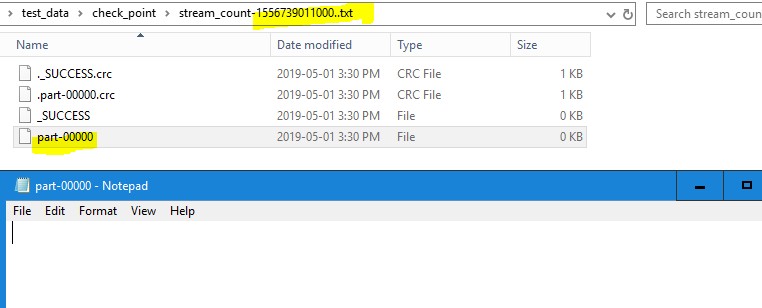 test_data › check_point › stream_count-1556739011000..txt
Search stream_coun
Name Date modified Type Size
._SUCCESS.crc 2019-05-01 3:30 PM CRC File 1 KB
.part-00000.crc 2019-05-01 3:30 PM CRC File 1 KB
_SUCCESS 2019-05-01 3:30 PM File 0 KB
part-00000 2019-05-01 3:30 PM File 0 KB
part-00000 - Notepad
File Edit Format View Help